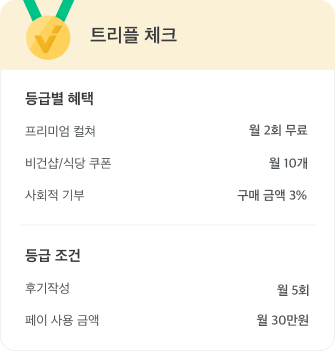 트리플 체크
등급별 혜택
프리미엄 컬쳐 월 2회 무료
비건샵/식당 쿠폰 월 10개
사회적 기부 구매 금액 3%
등급 조건
후기작성 월 5회
페이 사용 금액 월 30만원